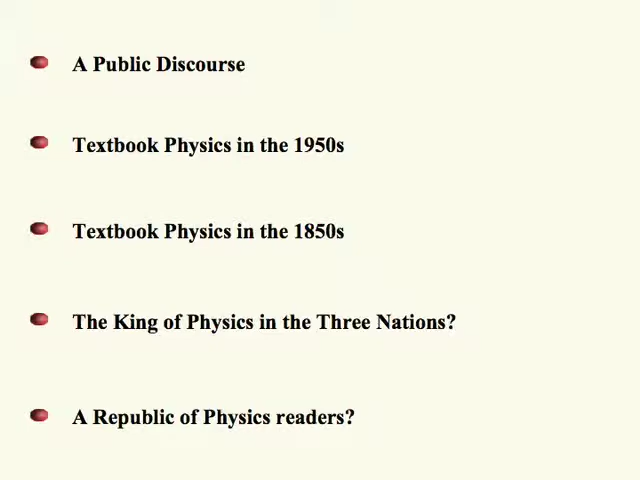 A Public Discourse
Textbook Physics in the 1950s
Textbook Physics in the 1850s
The King of Physics in the Three Nations?
A Republic of Physics readers?